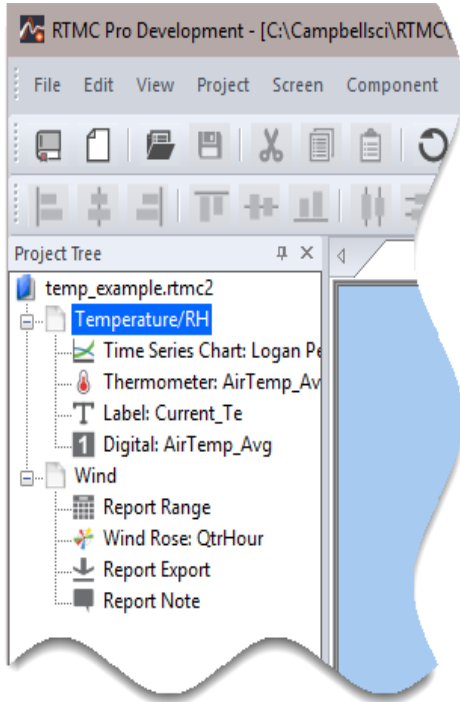 RTMC Pro Development - [C:\Campbellsci\RTMC\
File Edit View Project Screen Component
Project Tree
temp_example.rtmc2
Temperature/RH
Time Series Chart: Logan Pe
Thermometer: AirTemp_Av
T Label: Current_Te
1 Digital: AirTemp_Avg
Wind
Report Range
Wind Rose: QtrHour
Report Export
Report Note